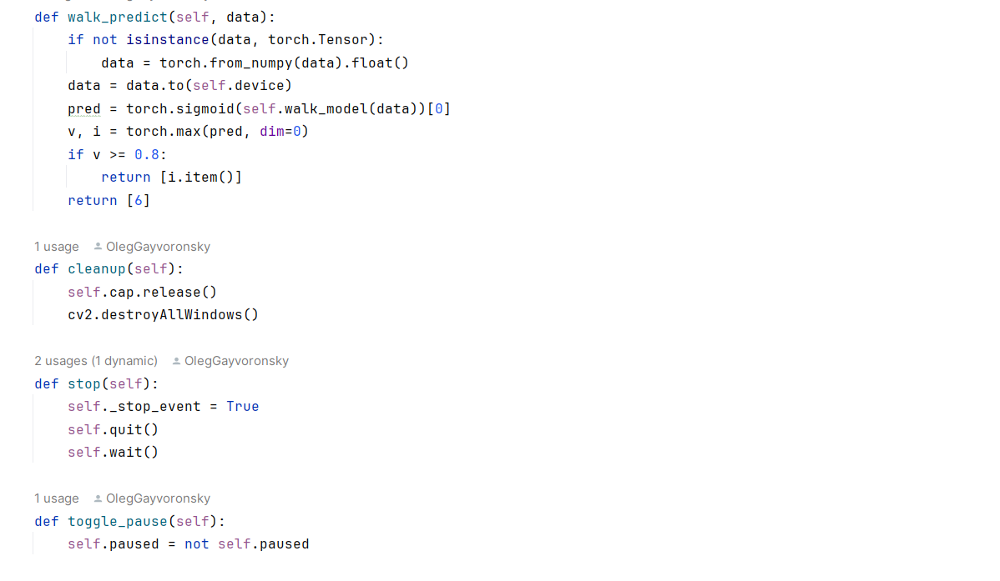 def walk_predict(self, data):
    if not isinstance(data, torch.Tensor):
        data = torch.from_numpy(data).float()
    data = data.to(self.device)
    pred = torch.sigmoid(self.walk_model(data))[0]
    v, i = torch.max(pred, dim=0)
    if v >= 0.8:
        return [i.item()]
    return [6]
1 usage OlegGayvoronsky
def cleanup(self):
    self.cap.release()
    cv2.destroyAllWindows()
2 usages (1 dynamic) OlegGayvoronsky
def stop(self):
    self._stop_event = True
    self.quit()
    self.wait()
1 usage OlegGayvoronsky
def toggle_pause(self):
    self.paused = not self.paused